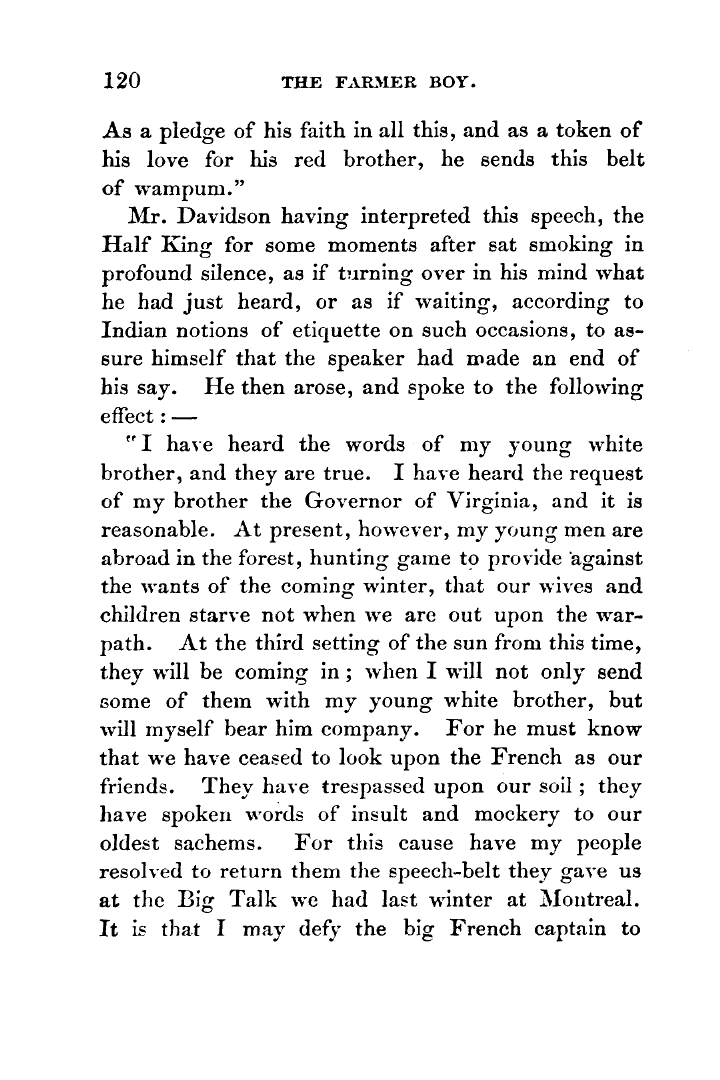 120 THE FARMER BOY.
As a pledge of his faith in all this, and as a token of
his love for his red brother, he sends this belt
of wampum.”
Mr. Davidson having interpreted this speech, the
Half King for some moments after sat smoking in
profound silence, as if turning over in his mind what
he had just heard, or as if waiting, according to
Indian notions of etiquette on such occasions, to as-
sure himself that the speaker had made an end of
his say. He then arose, and spoke to the following
effect : —
“I have heard the words of my young white
brother, and they are true. I have heard the request
of my brother the Governor of Virginia, and it is
reasonable. At present, however, my young men are
abroad in the forest, hunting game to provide against
the wants of the coming winter, that our wives and
children starve not when we are out upon the war-
path. At the third setting of the sun from this time,
they will be coming in ; when I will not only send
some of them with my young white brother, but
will myself bear him company. For he must know
that we have ceased to look upon the French as our
friends. They have trespassed upon our soil ; they
have spoken words of insult and mockery to our
oldest sachems. For this cause have my people
resolved to return them the speech-belt they gave us
at the Big Talk we had last winter at Montreal.
It is that I may defy the big French captain to